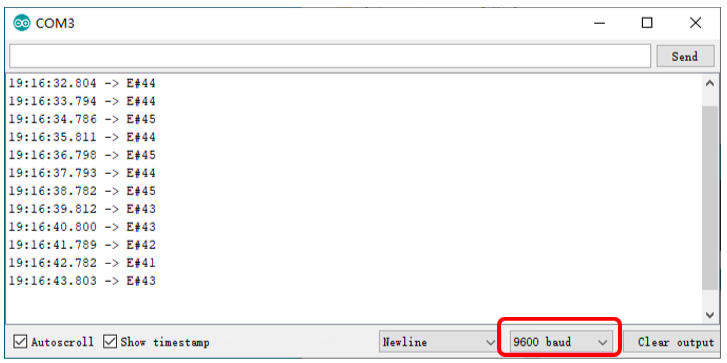 COM3
Send
19:16:32.804 -> E#44
19:16:33.794 -> E#44
19:16:34.786 -> E#45
19:16:35.811 -> E#44
19:16:36.798 -> E#45
19:16:37.793 -> E#44
19:16:38.782 -> E#45
19:16:39.812 -> E#43
19:16:40.800 -> E#43
19:16:41.789 -> E#42
19:16:42.782 -> E#41
19:16:43.803 -> E#43
Autoscroll Show timestamp Newline 9600 baud Clear output